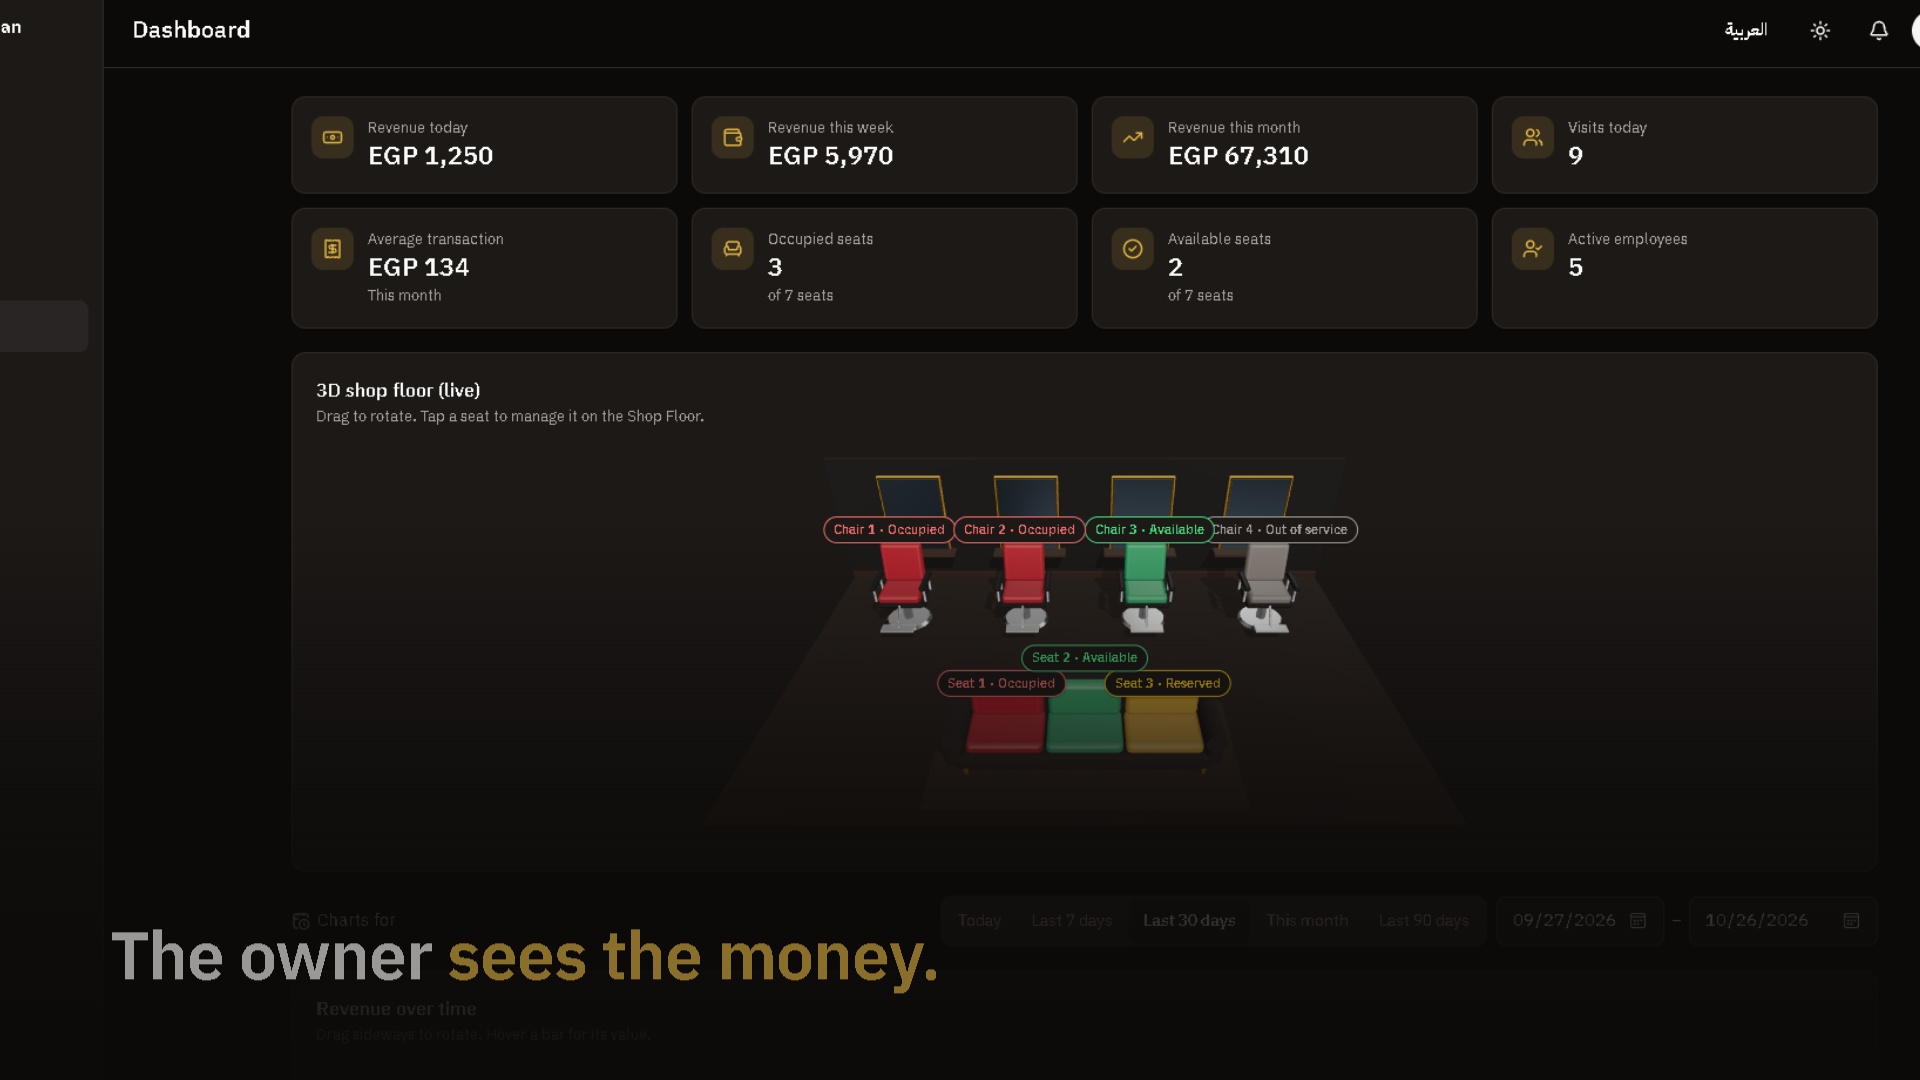 an
Dashboard
العربية
Revenue today
EGP 1,250
Revenue this week
EGP 5,970
Revenue this month
EGP 67,310
Visits today
9
Average transaction
EGP 134
This month
Occupied seats
3
of 7 seats
Available seats
2
of 7 seats
Active employees
5
3D shop floor (live)
Drag to rotate. Tap a seat to manage it on the Shop Floor.
Chair 1 · Occupied
Chair 2 · Occupied
Chair 3 · Available
Chair 4 · Out of service
Seat 2 · Available
Seat 1 · Occupied
Seat 3 · Reserved
Charts for
Today
Last 7 days
Last 30 days
This month
Last 90 days
09/27/2026 – 10/26/2026
The owner sees the money.
Revenue over time
Drag sideways to rotate. Hover a bar for its value.